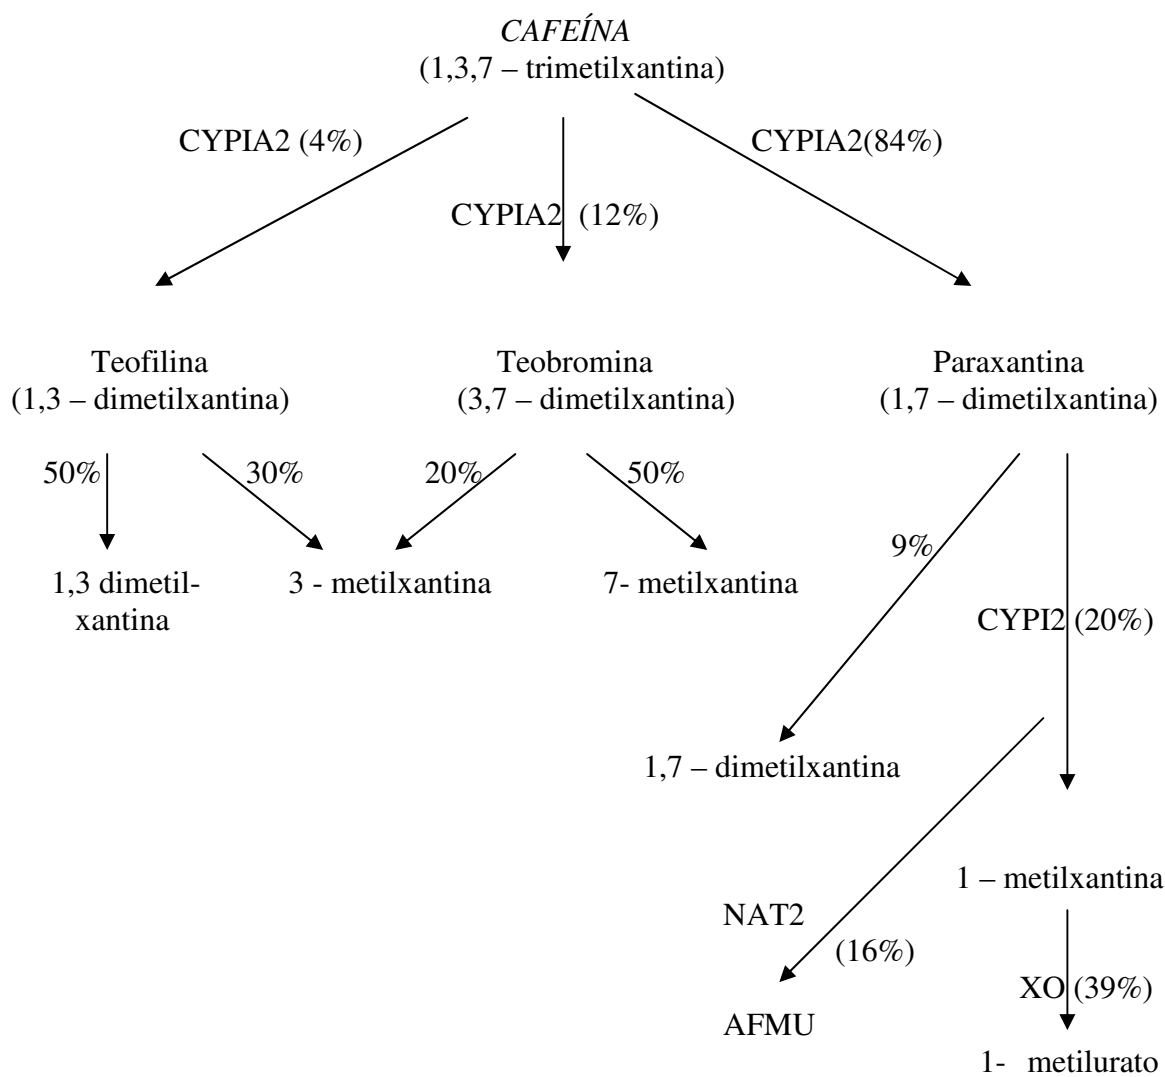 CAFEÍNA
(1,3,7 – trimetilxantina)
CYPIA2 (4%)
CYPIA2(84%)
CYPIA2 (12%)
Teofilina
(1,3 – dimetilxantina)
Teobromina
(3,7 – dimetilxantina)
Paraxantina
(1,7 – dimetilxantina)
50%
30%
20%
50%
9%
1,3 dimetil-
xantina
3 - metilxantina
7- metilxantina
CYPI2 (20%)
1,7 – dimetilxantina
1 – metilxantina
NAT2
(16%)
XO (39%)
AFMU
1- metilurato